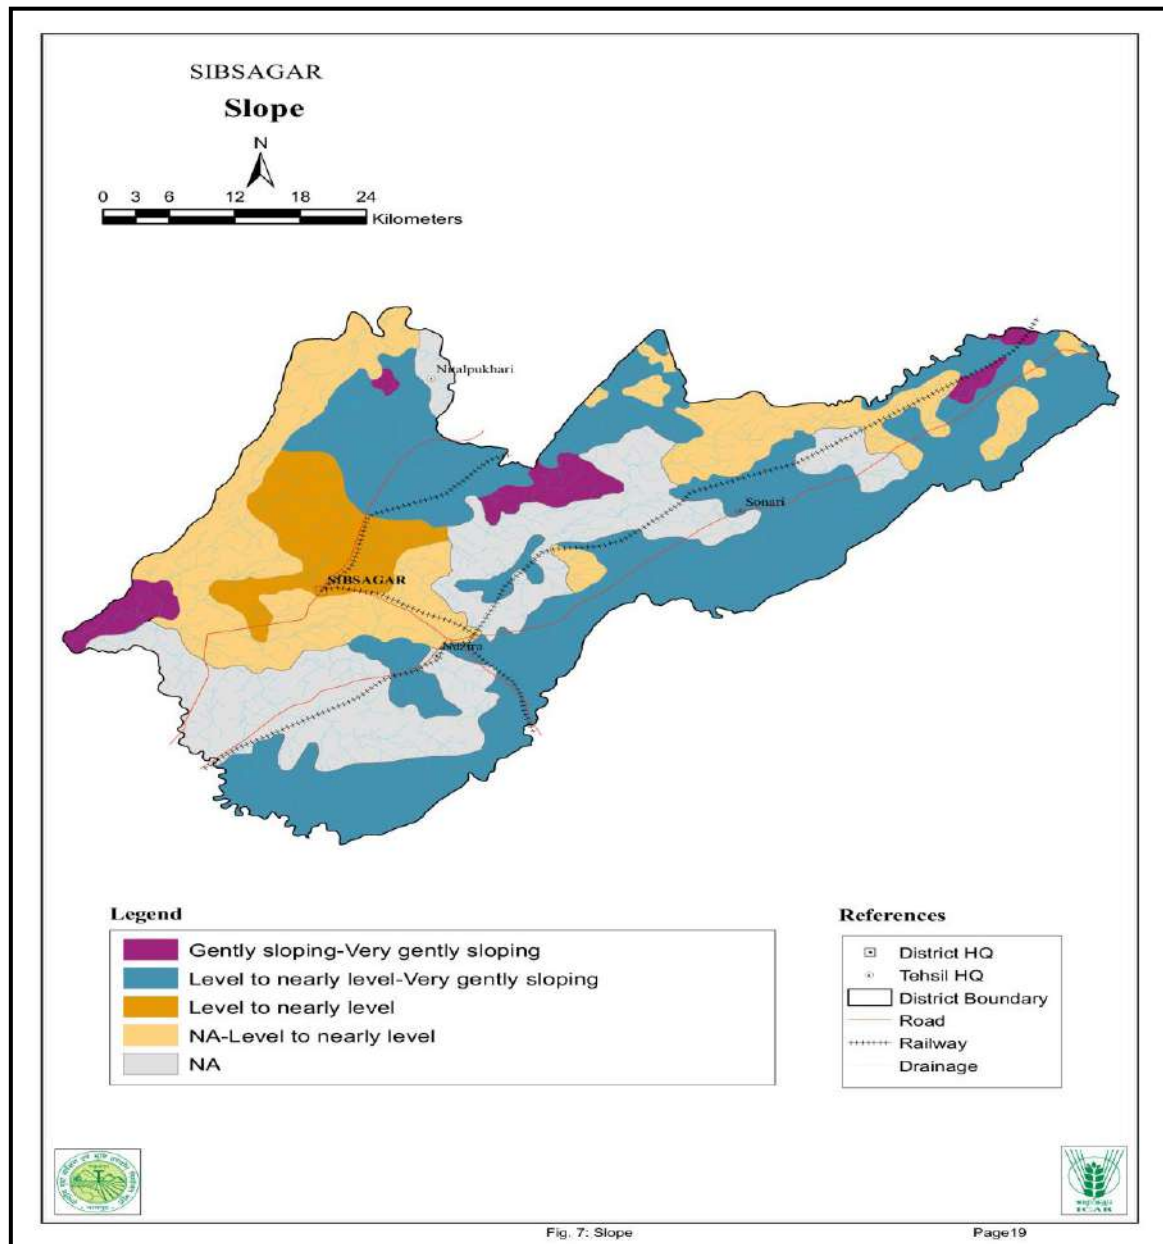 SIBSAGAR
Slope
N
0 3 6 12 18 24
Kilometers
Nitaipukhari
Sonari
SIBSAGAR
Nazira
Legend
Gently sloping-Very gently sloping
Level to nearly level-Very gently sloping
Level to nearly level
NA-Level to nearly level
NA
References
District HQ
Tehsil HQ
District Boundary
Road
Railway
Drainage
ICAR
Fig. 7: Slope
Page19